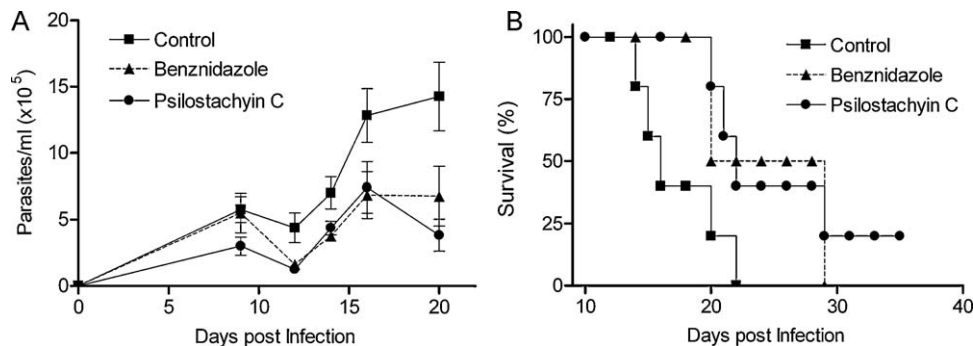 A
20
15
10
5
0
Parasites/ml (x10⁵)
Control
Benznidazole
Psilostachyin C
0 5 10 15 20
Days post Infection
B
100
75
50
25
0
Survival (%)
Control
Benznidazole
Psilostachyin C
10 20 30 40
Days post Infection